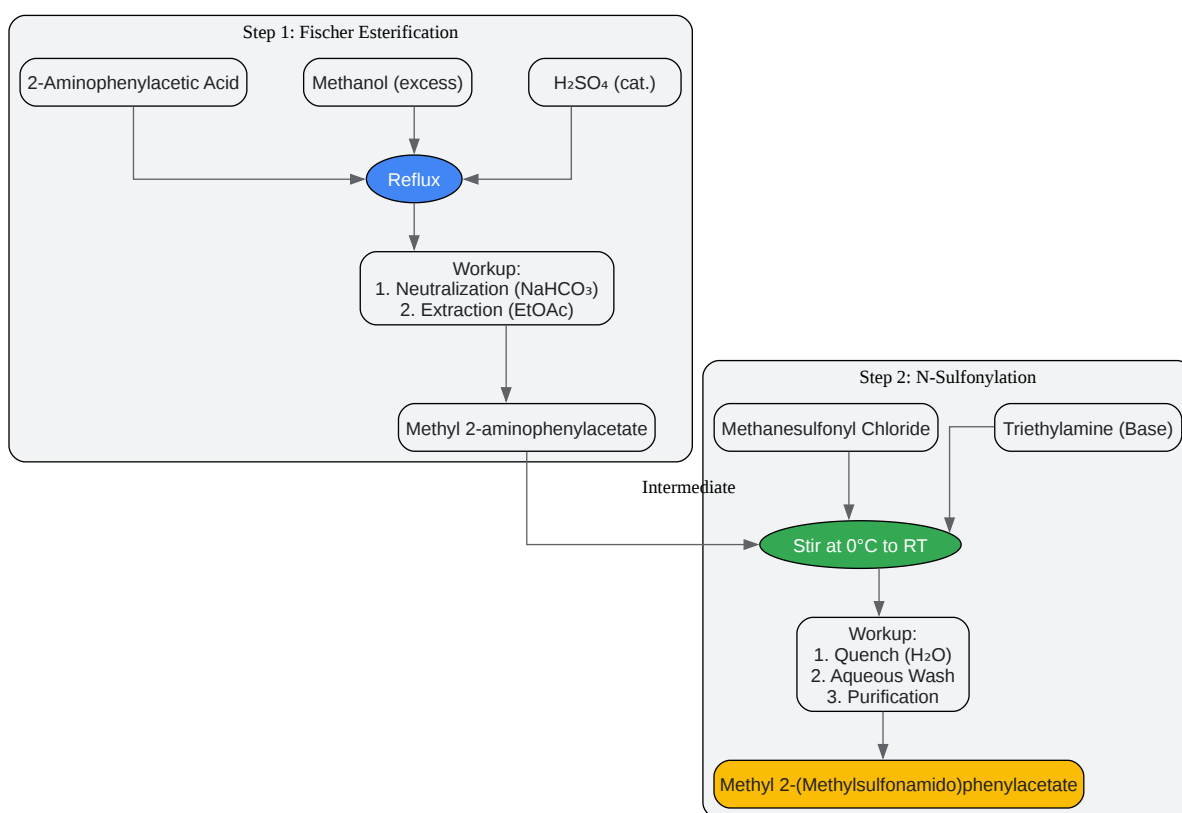 Step 1: Fischer Esterification
2-Aminophenylacetic Acid
Methanol (excess)
H₂SO₄ (cat.)
Reflux
Workup:
1. Neutralization (NaHCO₃)
2. Extraction (EtOAc)
Methyl 2-aminophenylacetate
Intermediate
Step 2: N-Sulfonylation
Methanesulfonyl Chloride
Triethylamine (Base)
Stir at 0°C to RT
Workup:
1. Quench (H₂O)
2. Aqueous Wash
3. Purification
Methyl 2-(Methylsulfonamido)phenylacetate